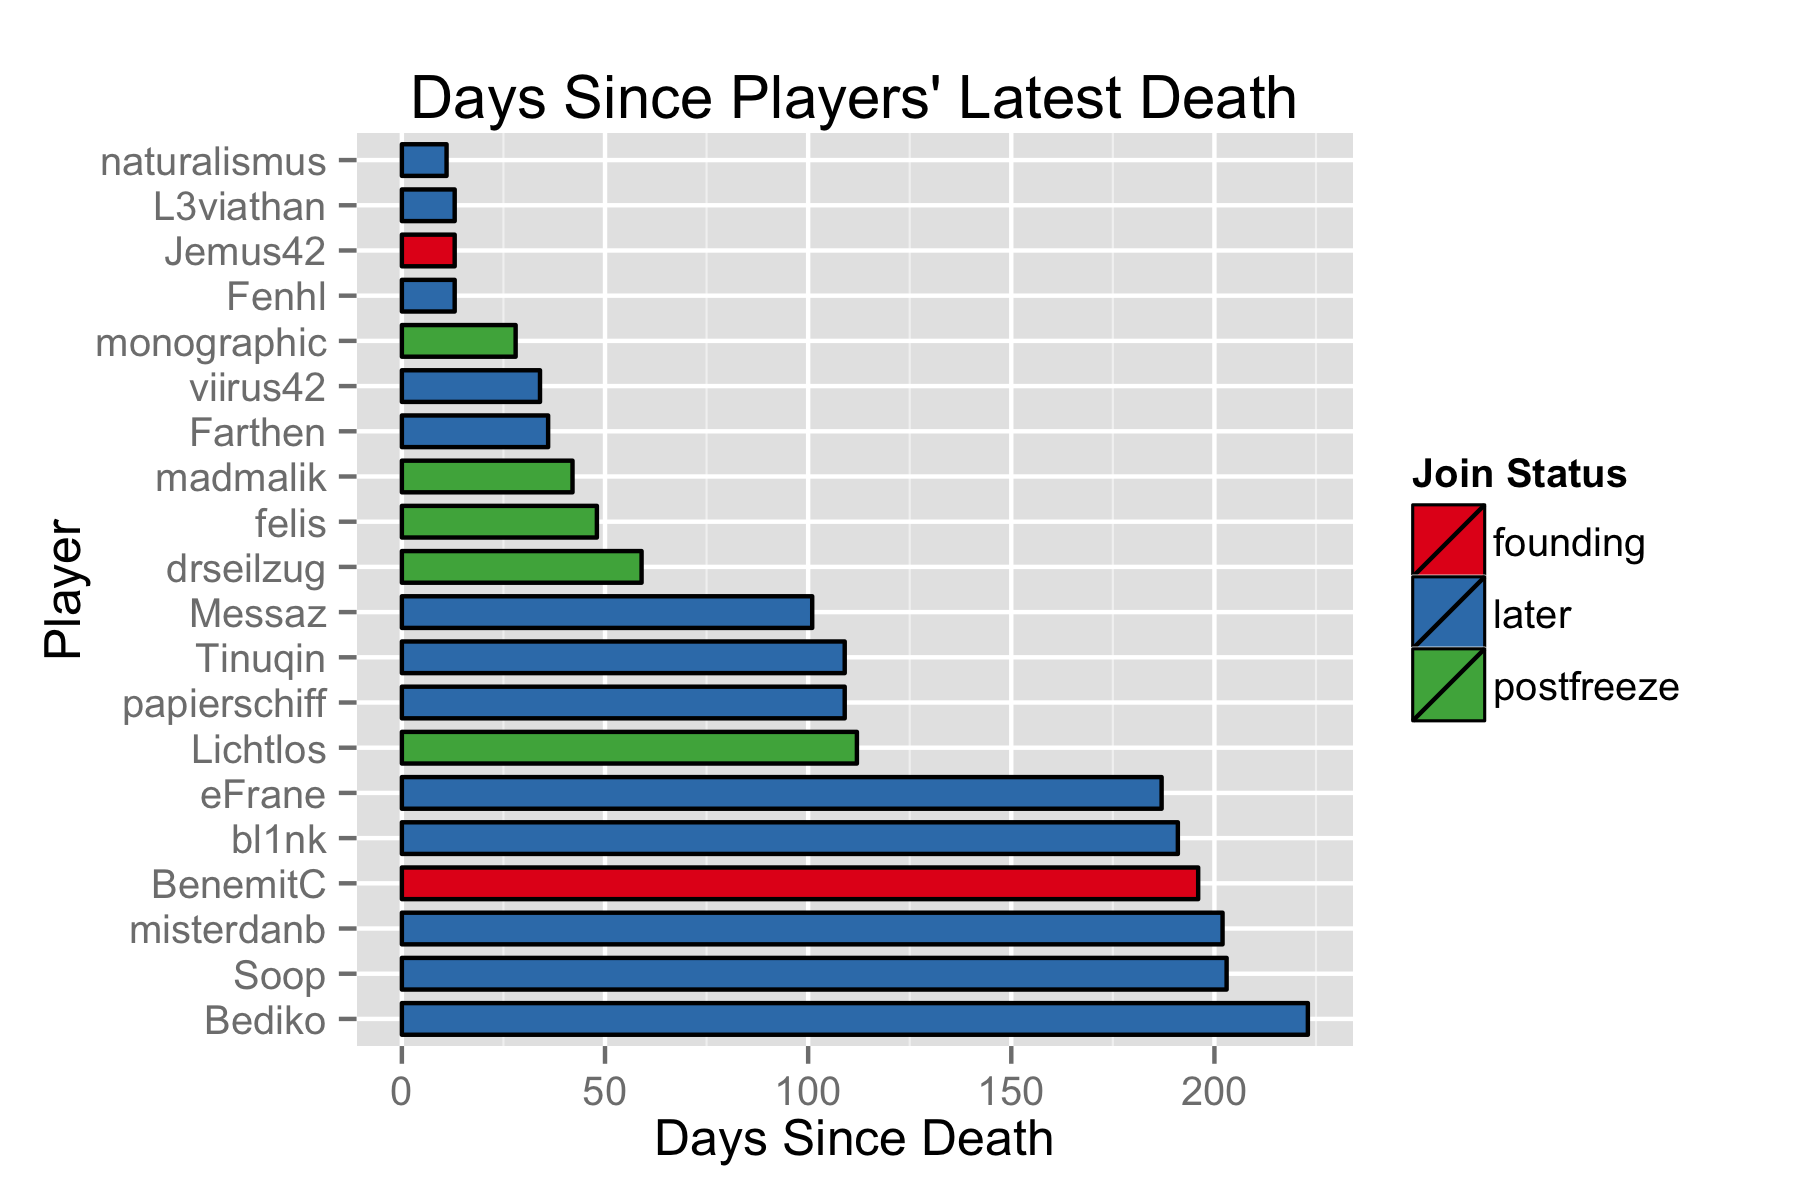 Days Since Players' Latest Death
naturalismus
L3viathan
Jemus42
Fenhl
monographic
viirus42
Farthen
madmalik
felis
drseilzug
Messaz
Tinuqin
papierschiff
Lichtlos
eFrane
bl1nk
BenemitC
misterdanb
Soop
Bediko
Player
0 50 100 150 200
Days Since Death
Join Status
founding
later
postfreeze